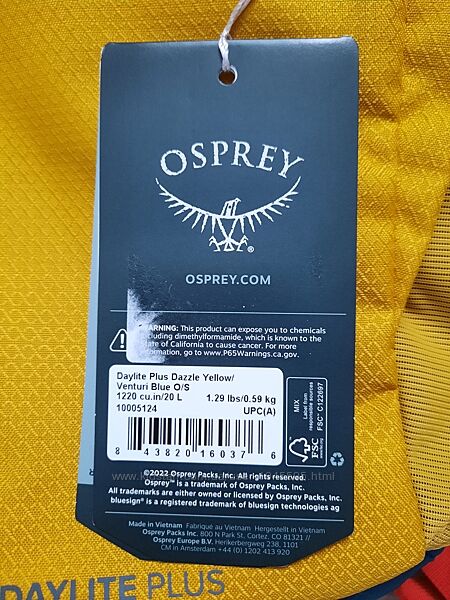 OSPREY
®
OSPREY.COM
WARNING: This product can expose you to chemicals
including dimethylformamide, which is known to the
State of California to cause cancer. For more
information, go to www.P65Warnings.ca.gov.
Daylite Plus Dazzle Yellow/
Venturi Blue O/S
1220 cu.in/20 L 1.29 lbs/0.59 kg
10005124 UPC(A)
8 43820 16037 6
MIX
Label from
responsible sources
FSC™ C122697
FSC
©2022 Osprey Packs, Inc. All rights reserved.
Osprey™ is a trademark of Osprey Packs, Inc.
All trademarks are either owned or licensed by Osprey Packs, Inc.
bluesign® is a registered trademark of bluesign technologies ag
Made in Vietnam Fabriqué au Vietnam Hergestellt in Vietnam
Osprey Packs Inc. 800 N Park St. Cortez, CO 81321 /
Osprey Europe B.V. Herikerbergweg 238, 1101
CM in Amsterdam +44 (0) 1202 413 920
DAYLITE PLUS